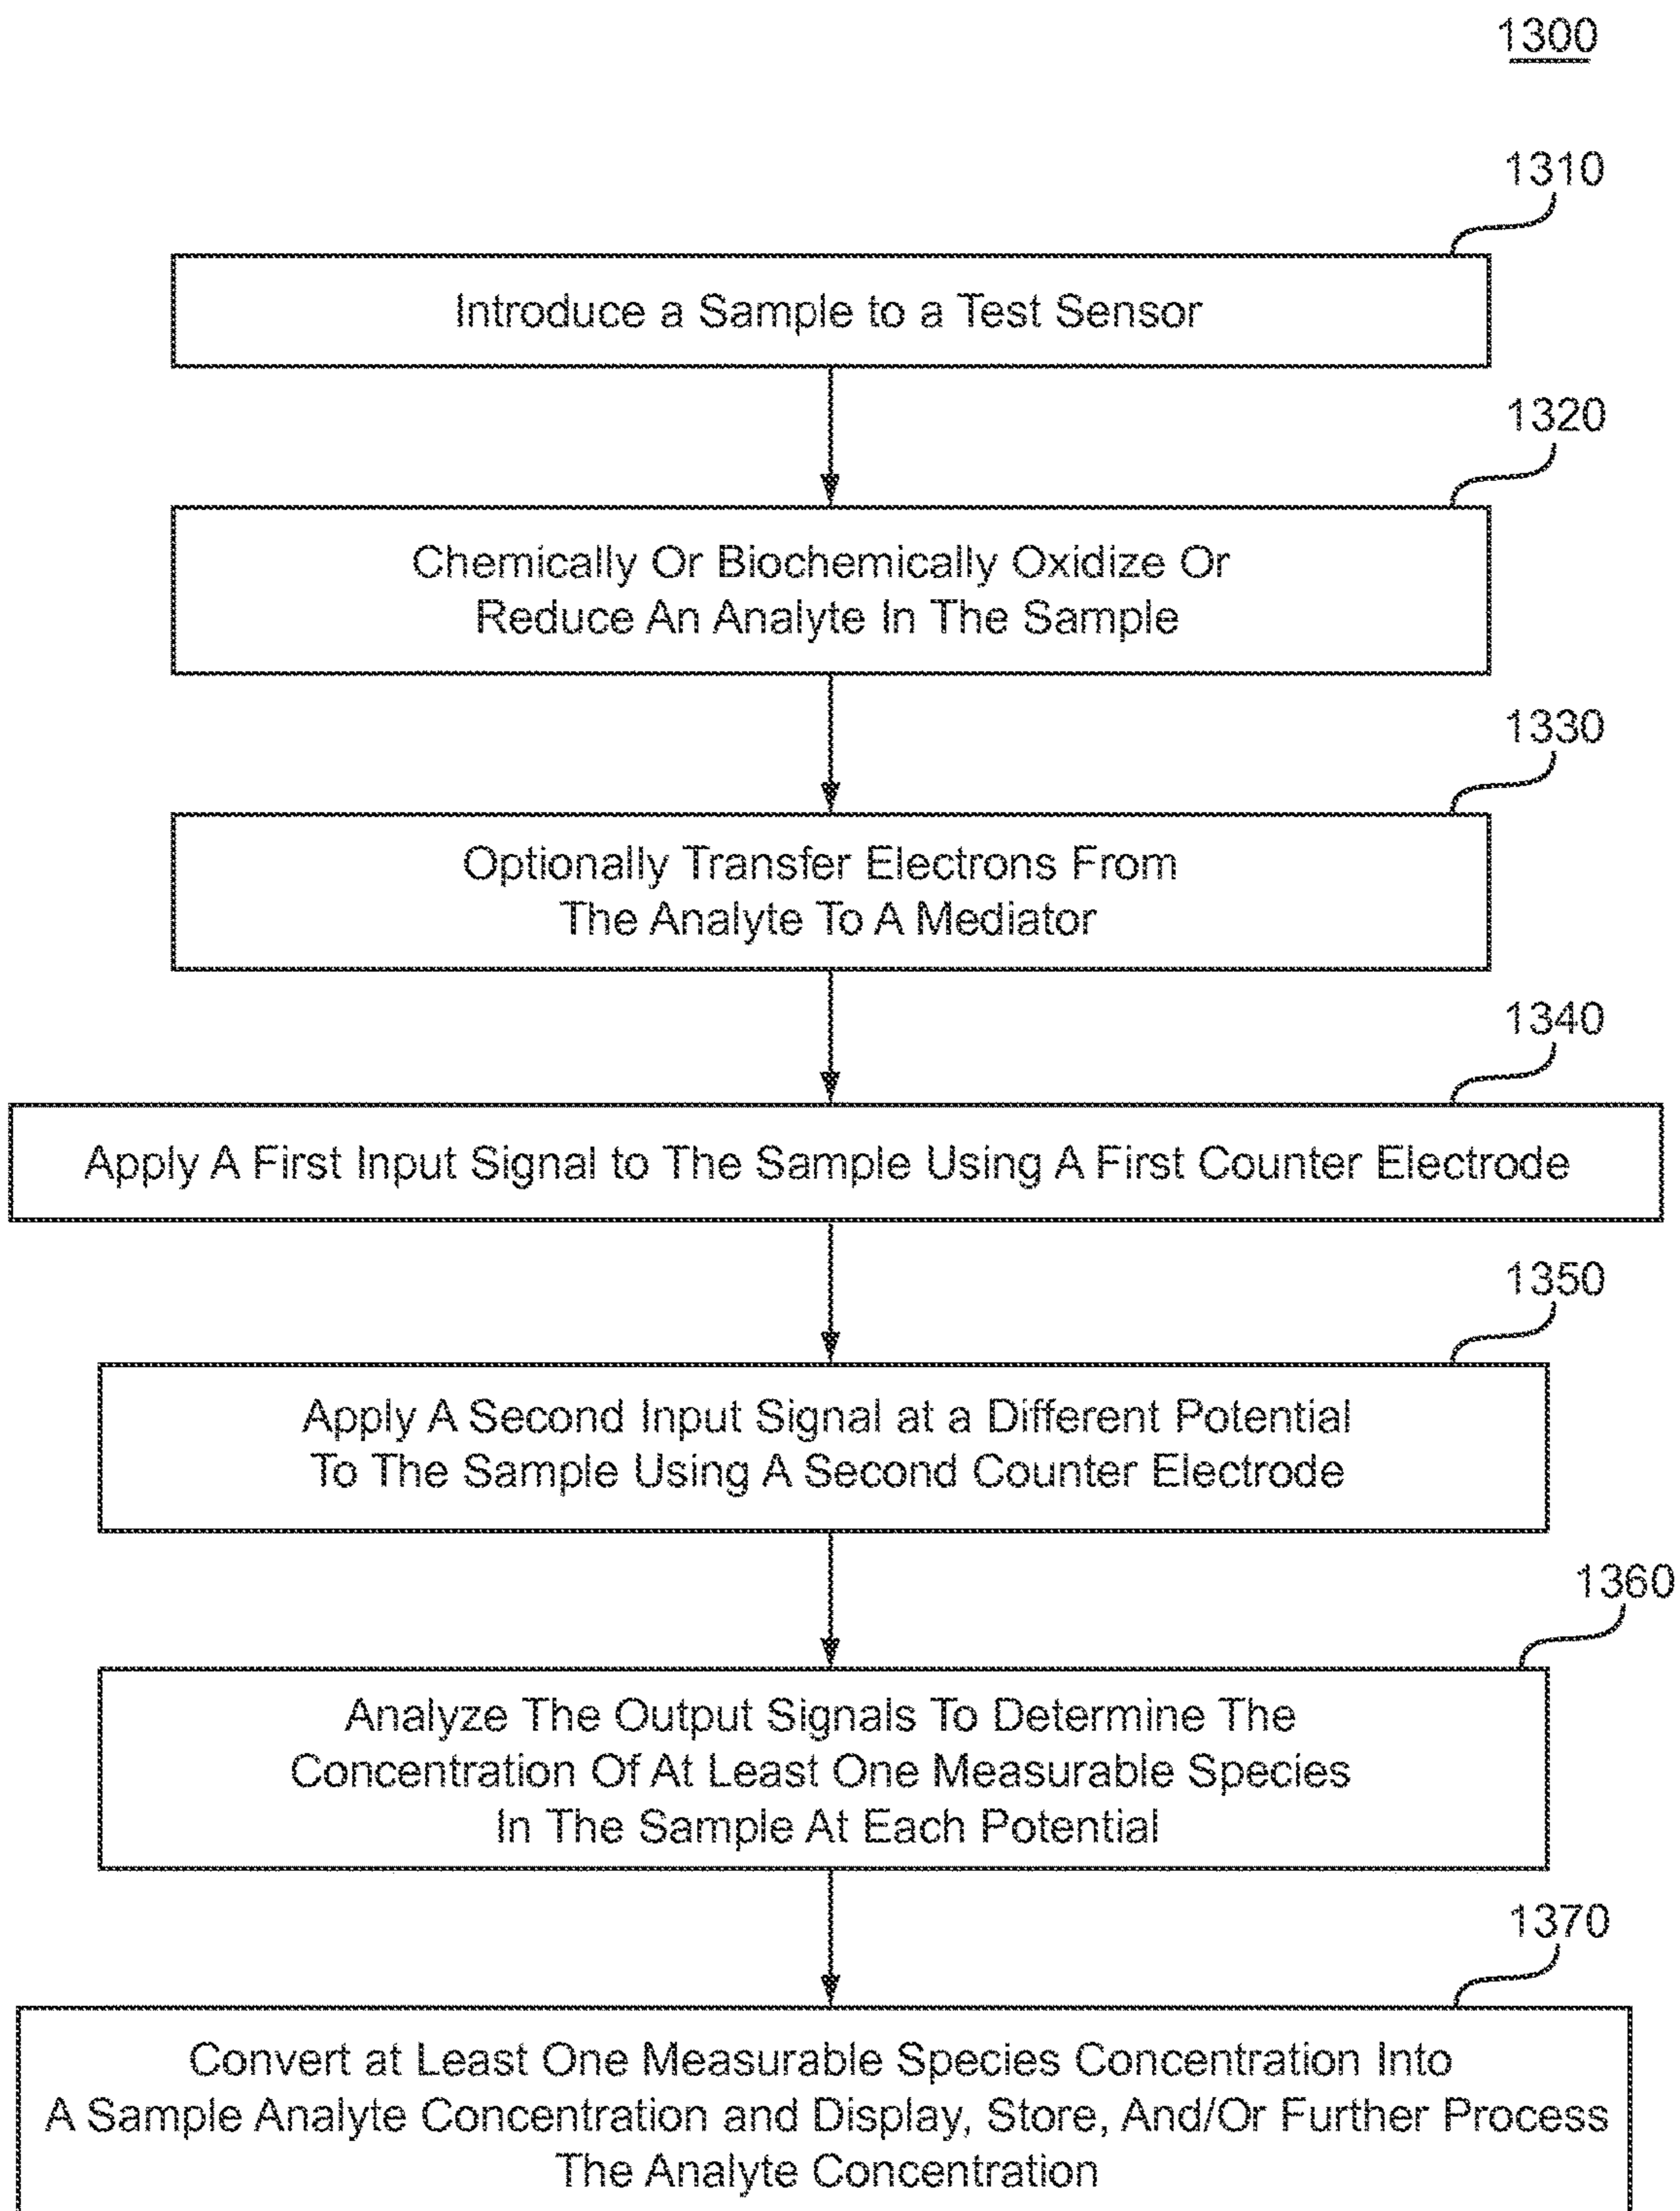 1300
1310
Introduce a Sample to a Test Sensor
1320
Chemically Or Biochemically Oxidize Or
Reduce An Analyte In The Sample
1330
Optionally Transfer Electrons From
The Analyte To A Mediator
1340
Apply A First Input Signal to The Sample Using A First Counter Electrode
1350
Apply A Second Input Signal at a Different Potential
To The Sample Using A Second Counter Electrode
1360
Analyze The Output Signals To Determine The
Concentration Of At Least One Measurable Species
In The Sample At Each Potential
1370
Convert at Least One Measurable Species Concentration Into
A Sample Analyte Concentration and Display, Store, And/Or Further Process
The Analyte Concentration